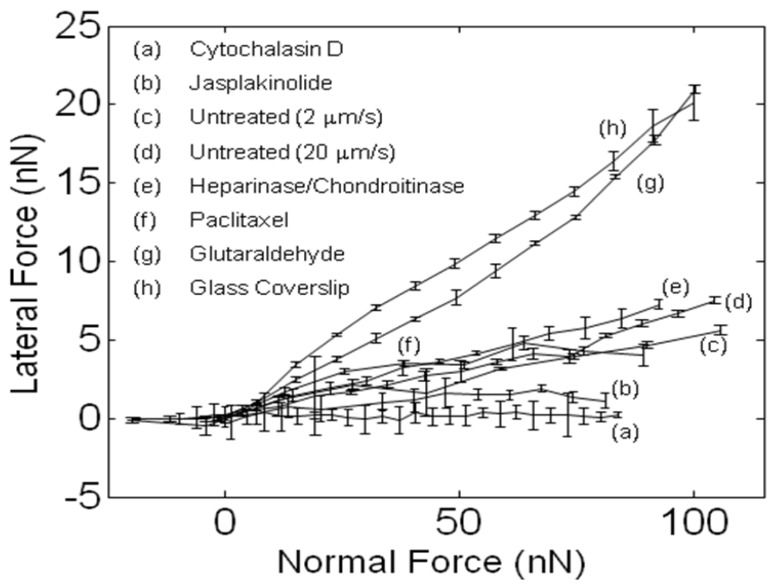 25
20
15
10
5
0
-5
Lateral Force (nN)
(a) Cytochalasin D
(b) Jasplakinolide
(c) Untreated (2 μm/s)
(d) Untreated (20 μm/s)
(e) Heparinase/Chondroitinase
(f) Paclitaxel
(g) Glutaraldehyde
(h) Glass Coverslip
(h)
(g)
(e)
(d)
(f)
(c)
(b)
(a)
0 50 100
Normal Force (nN)